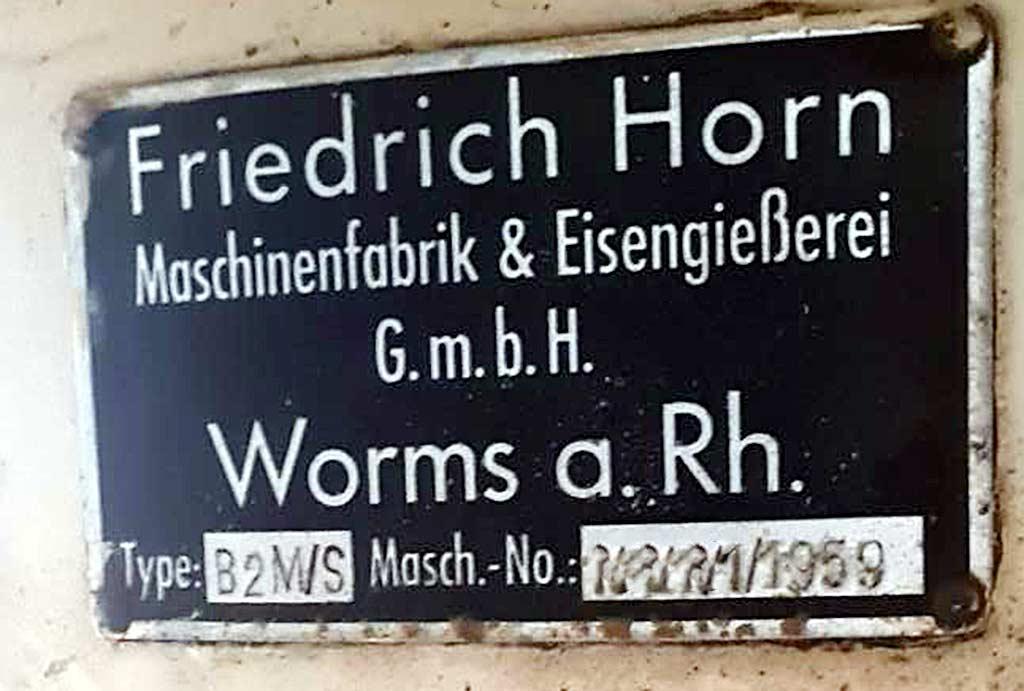 Friedrich Horn
Maschinenfabrik & Eisengießerei
G.m.b.H.
Worms a. Rh.
Type: B2M/S Masch.-No.: /1959